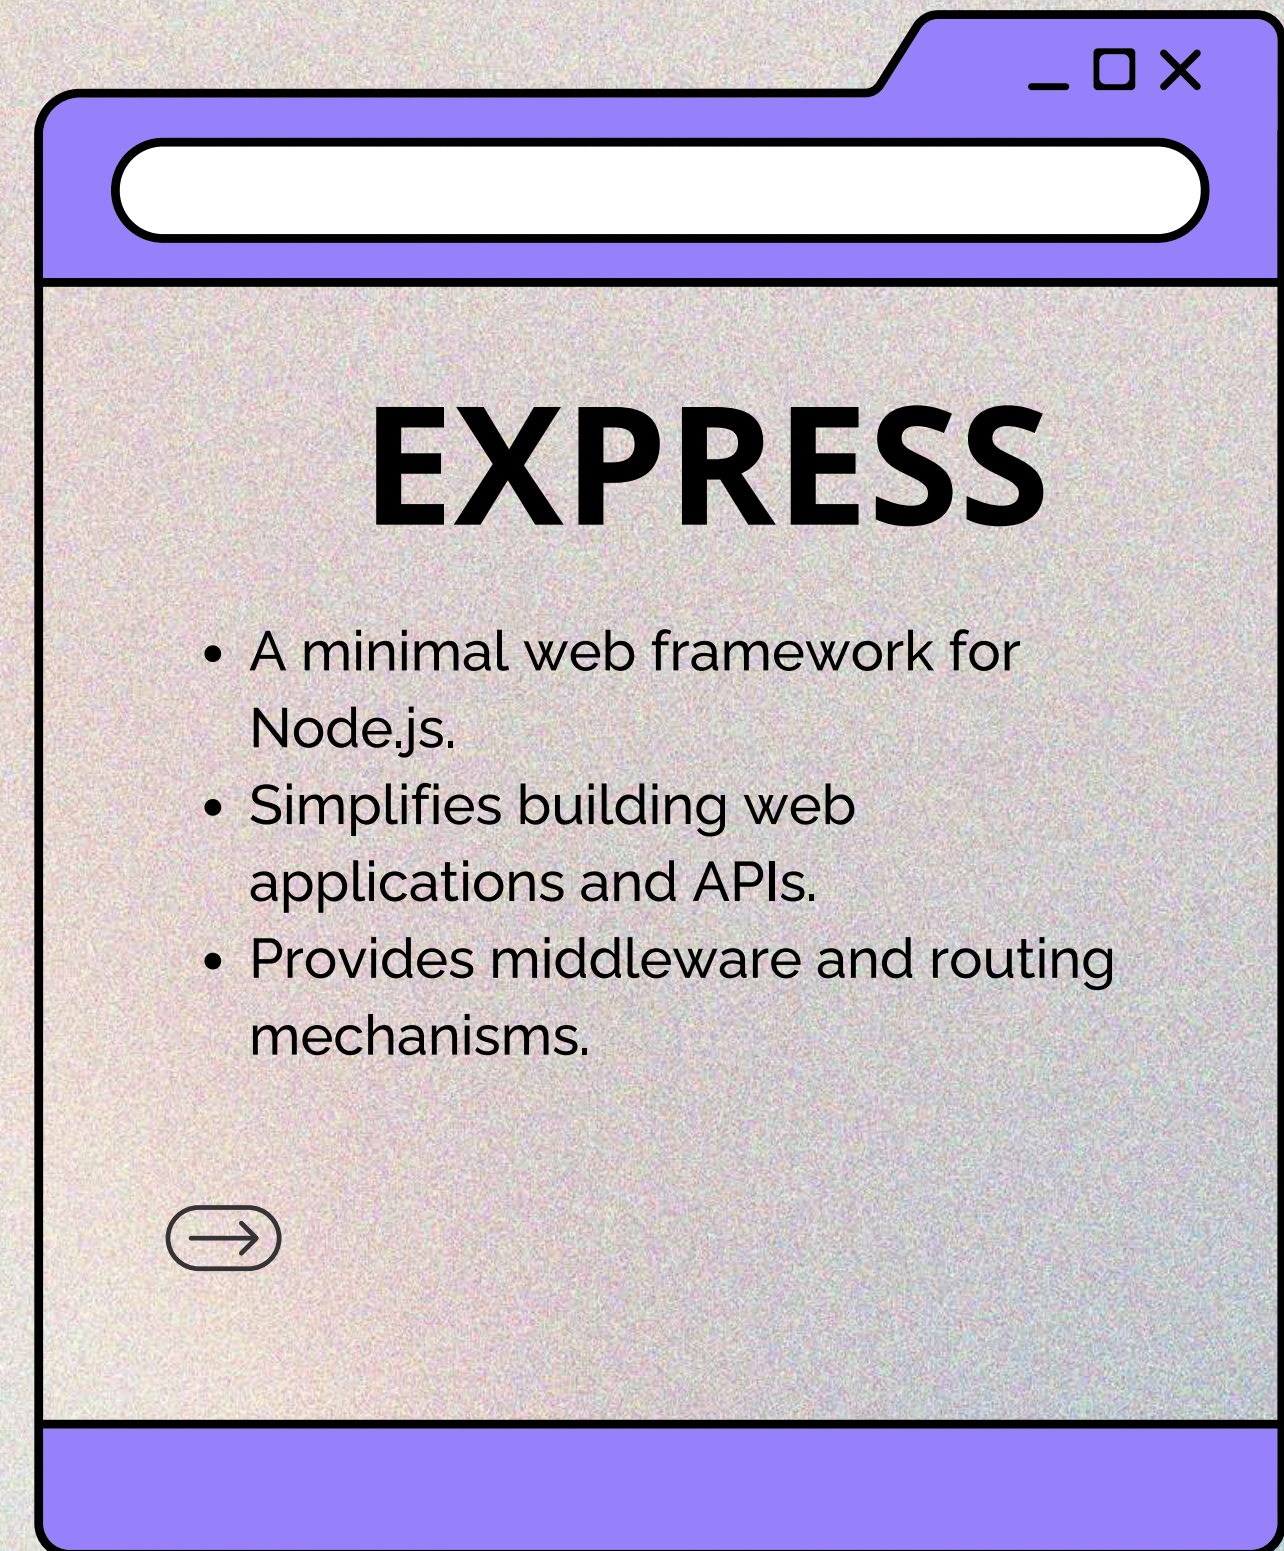 EXPRESS
• A minimal web framework for
Node.js.
• Simplifies building web
applications and APIs.
• Provides middleware and routing
mechanisms.